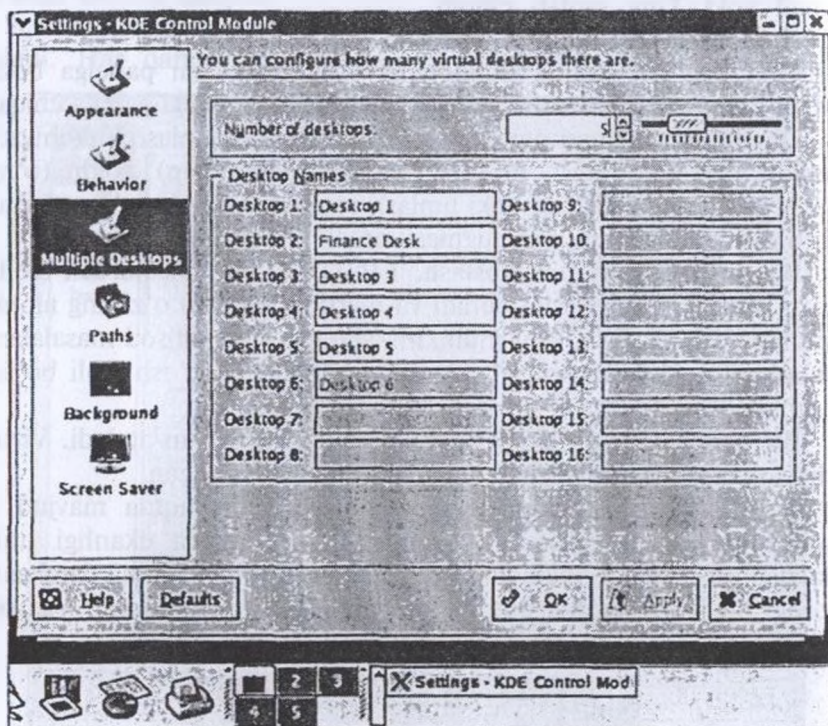 Settings - KDE Control Module
You can configure how many virtual desktops there are.
Appearance
Behavior
Multiple Desktops
Paths
Background
Screen Saver
Number of desktops: 5
Desktop Names
Desktop 1: Desktop 1 Desktop 9:
Desktop 2: Finance Desk Desktop 10:
Desktop 3: Desktop 3 Desktop 11:
Desktop 4: Desktop 4 Desktop 12:
Desktop 5: Desktop 5 Desktop 13:
Desktop 6: Desktop 6 Desktop 14:
Desktop 7: Desktop 15:
Desktop 8: Desktop 16:
Help Defaults OK Apply Cancel
2 3
4 5
Settings - KDE Control Mod